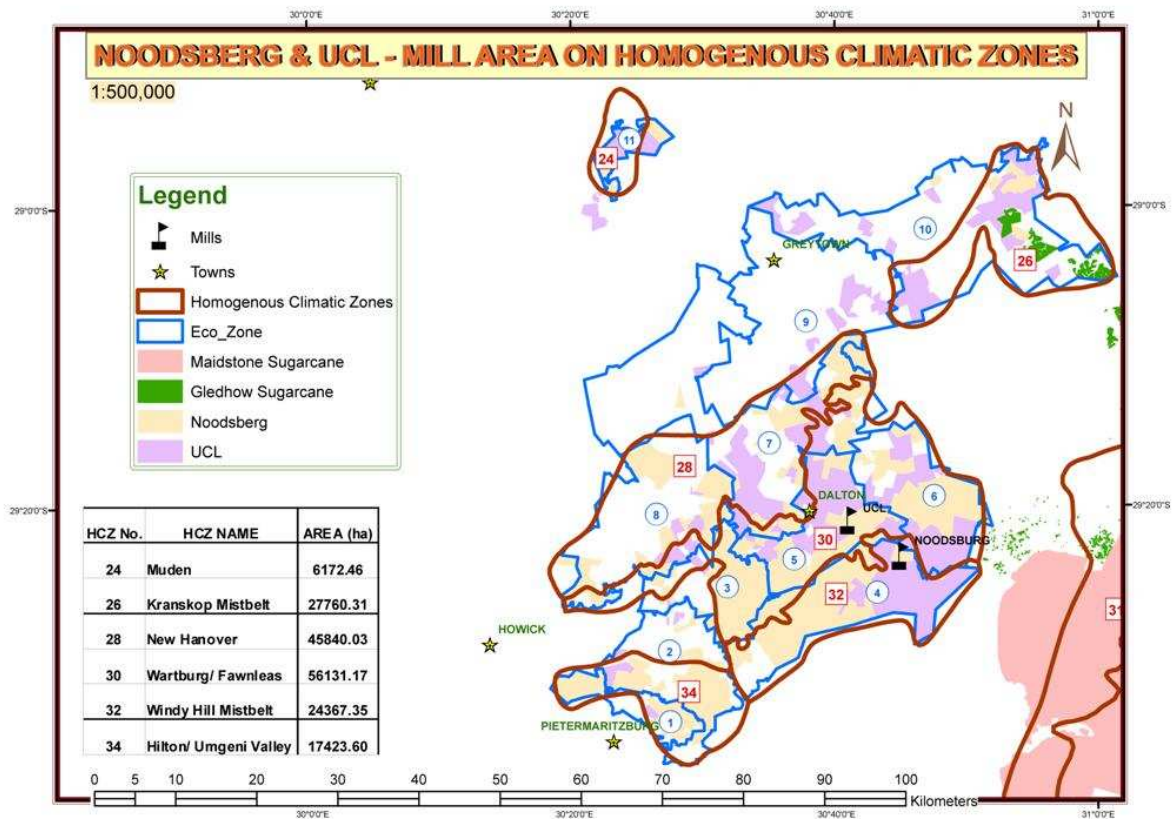 30°0'0"E 30°20'0"E 30°40'0"E 31°0'0"E
NOODSBERG & UCL - MILL AREA ON HOMOGENOUS CLIMATIC ZONES
1:500,000
N
11
24
Legend
Mills
Towns
Homogenous Climatic Zones
Eco_Zone
Maidstone Sugarcane
Gledhow Sugarcane
Noodsberg
UCL
29°0'0"S 29°0'0"S
10
GREYTOWN
26
9
7
28
DALTON
6
UCL
29°20'0"S 29°20'0"S
8
30
NOODSBURG
5
3
4
32
31
HOWICK
2
34
PIETERMARITZBURG
1
HCZ No. HCZ NAME AREA (ha)
24 Muden 6172.46
26 Kranskop Mistbelt 27760.31
28 New Hanover 45840.03
30 Wartburg/ Fawnleas 56131.17
32 Windy Hill Mistbelt 24367.35
34 Hilton/ Umgeni Valley 17423.60
0 5 10 20 30 40 50 60 70 80 90 100
Kilometers
30°0'0"E 30°20'0"E 30°40'0"E 31°0'0"E